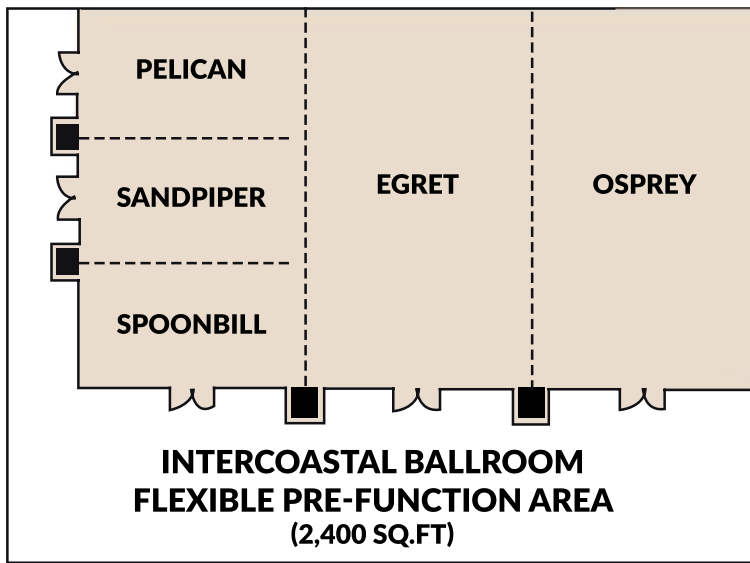 PELICAN
SANDPIPER
SPOONBILL
EGRET
OSPREY
INTERCOASTAL BALLROOM
FLEXIBLE PRE-FUNCTION AREA
(2,400 SQ.FT)